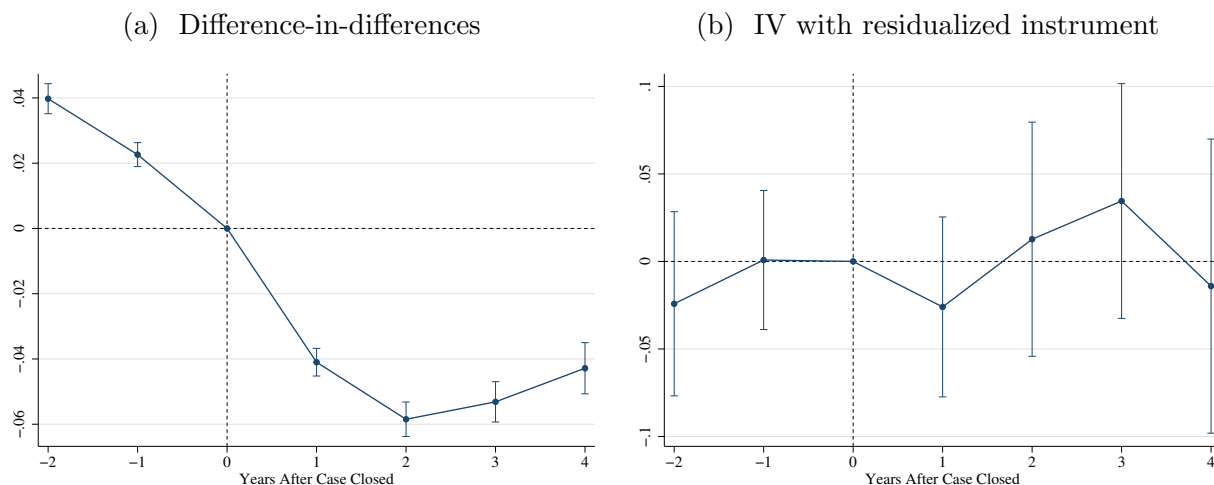 (a) Difference-in-differences
.04
.02
0
-.02
-.04
-.06
-2 -1 0 1 2 3 4
Years After Case Closed
(b) IV with residualized instrument
.1
.05
0
-.05
-.1
-2 -1 0 1 2 3 4
Years After Case Closed